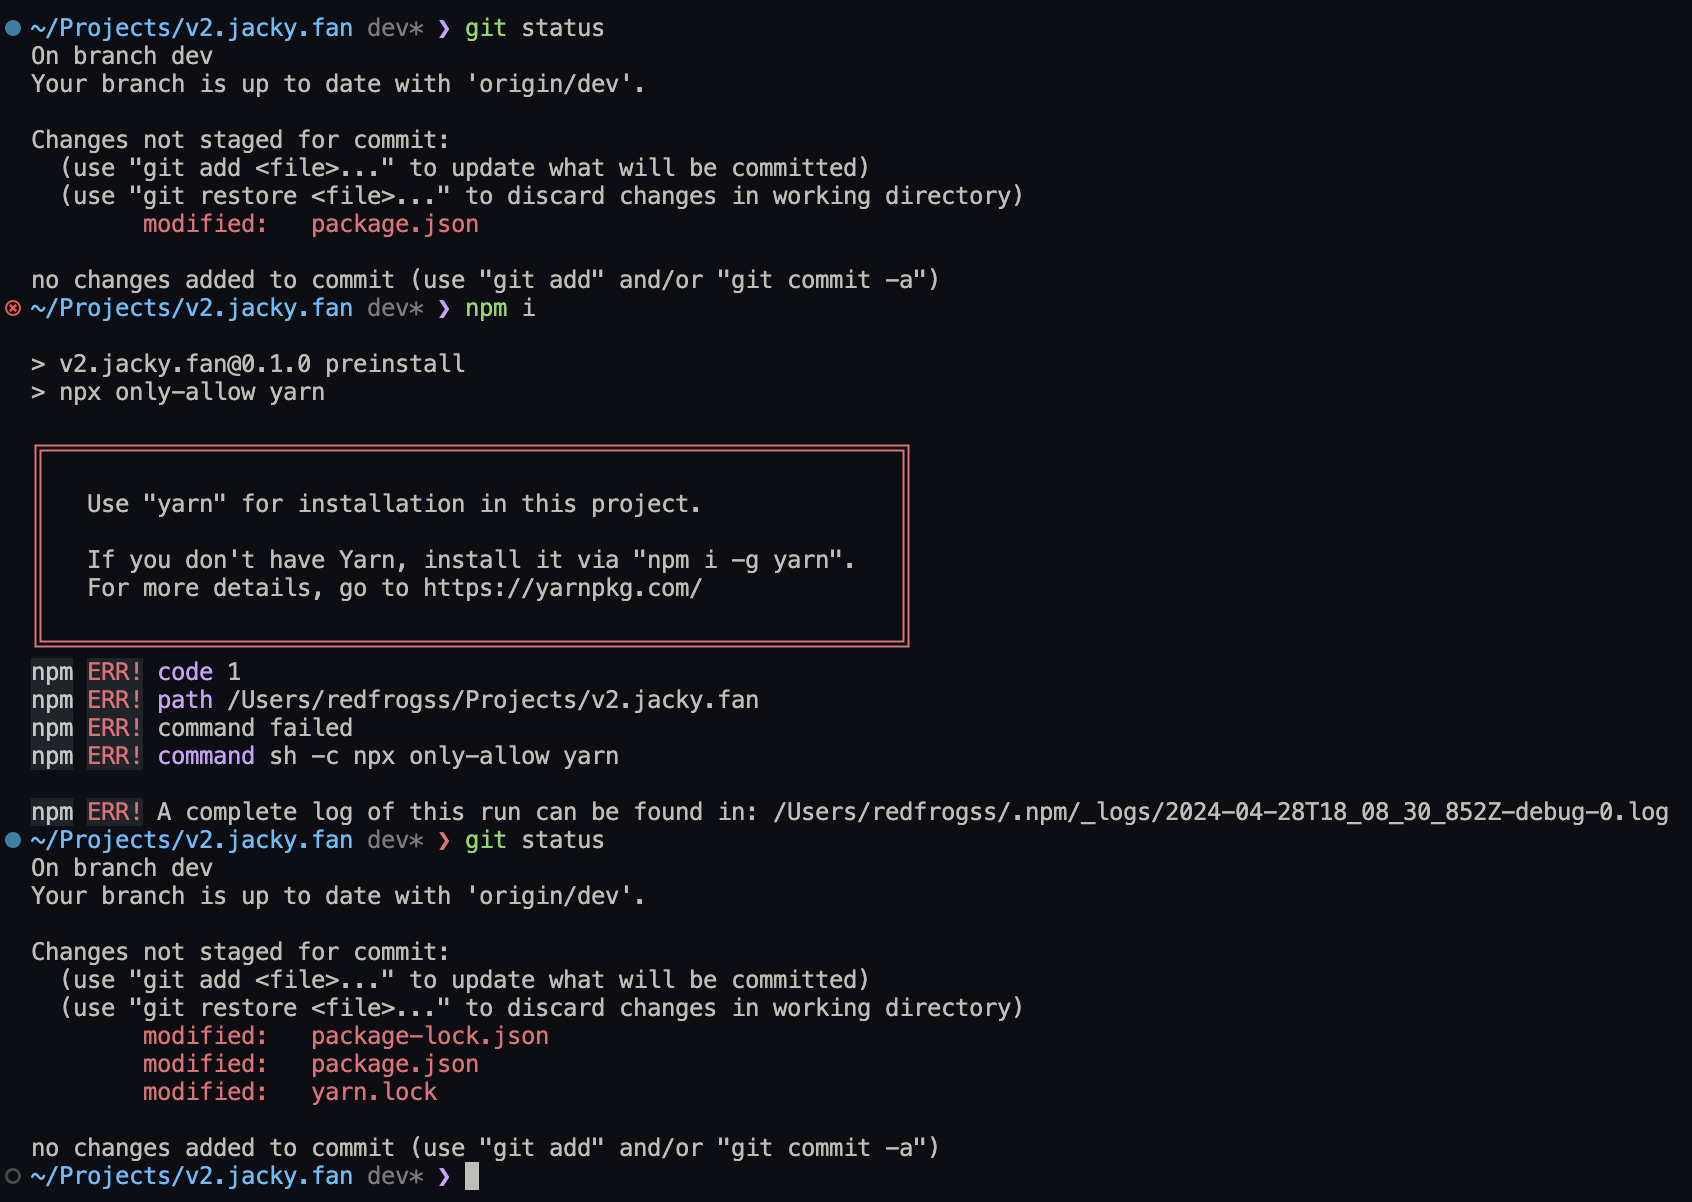 ~/Projects/v2.jacky.fan dev* ❯ git status
On branch dev
Your branch is up to date with 'origin/dev'.
Changes not staged for commit:
  (use "git add <file>..." to update what will be committed)
  (use "git restore <file>..." to discard changes in working directory)
        modified:   package.json
no changes added to commit (use "git add" and/or "git commit -a")
~/Projects/v2.jacky.fan dev* ❯ npm i
> v2.jacky.fan@0.1.0 preinstall
> npx only-allow yarn
Use "yarn" for installation in this project.
If you don't have Yarn, install it via "npm i -g yarn".
For more details, go to https://yarnpkg.com/
npm ERR! code 1
npm ERR! path /Users/redfrogss/Projects/v2.jacky.fan
npm ERR! command failed
npm ERR! command sh -c npx only-allow yarn
npm ERR! A complete log of this run can be found in: /Users/redfrogss/.npm/_logs/2024-04-28T18_08_30_852Z-debug-0.log
~/Projects/v2.jacky.fan dev* ❯ git status
On branch dev
Your branch is up to date with 'origin/dev'.
Changes not staged for commit:
  (use "git add <file>..." to update what will be committed)
  (use "git restore <file>..." to discard changes in working directory)
        modified:   package-lock.json
        modified:   package.json
        modified:   yarn.lock
no changes added to commit (use "git add" and/or "git commit -a")
~/Projects/v2.jacky.fan dev* ❯